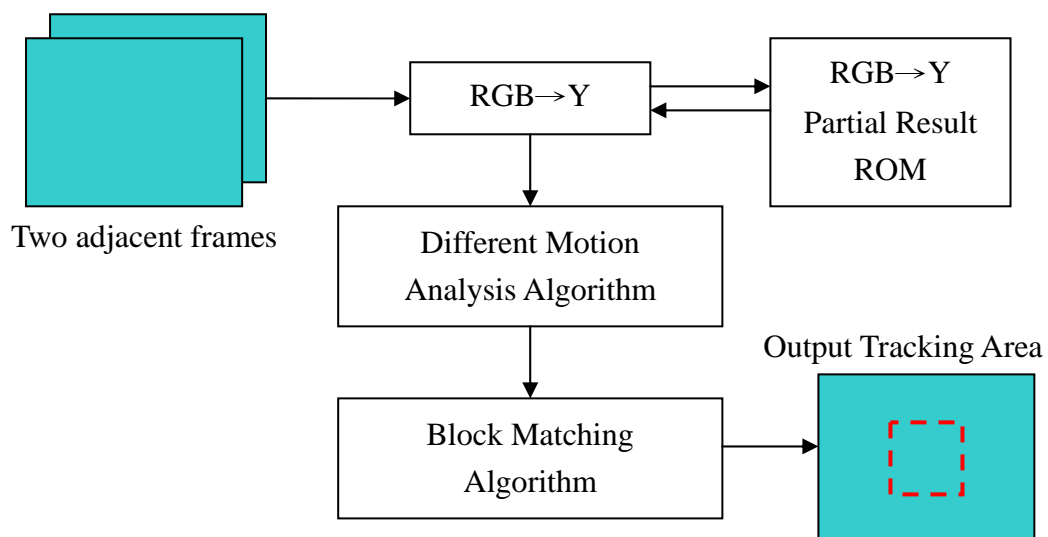 RGB→Y
RGB→Y
Partial Result
ROM
Two adjacent frames
Different Motion
Analysis Algorithm
Output Tracking Area
Block Matching
Algorithm